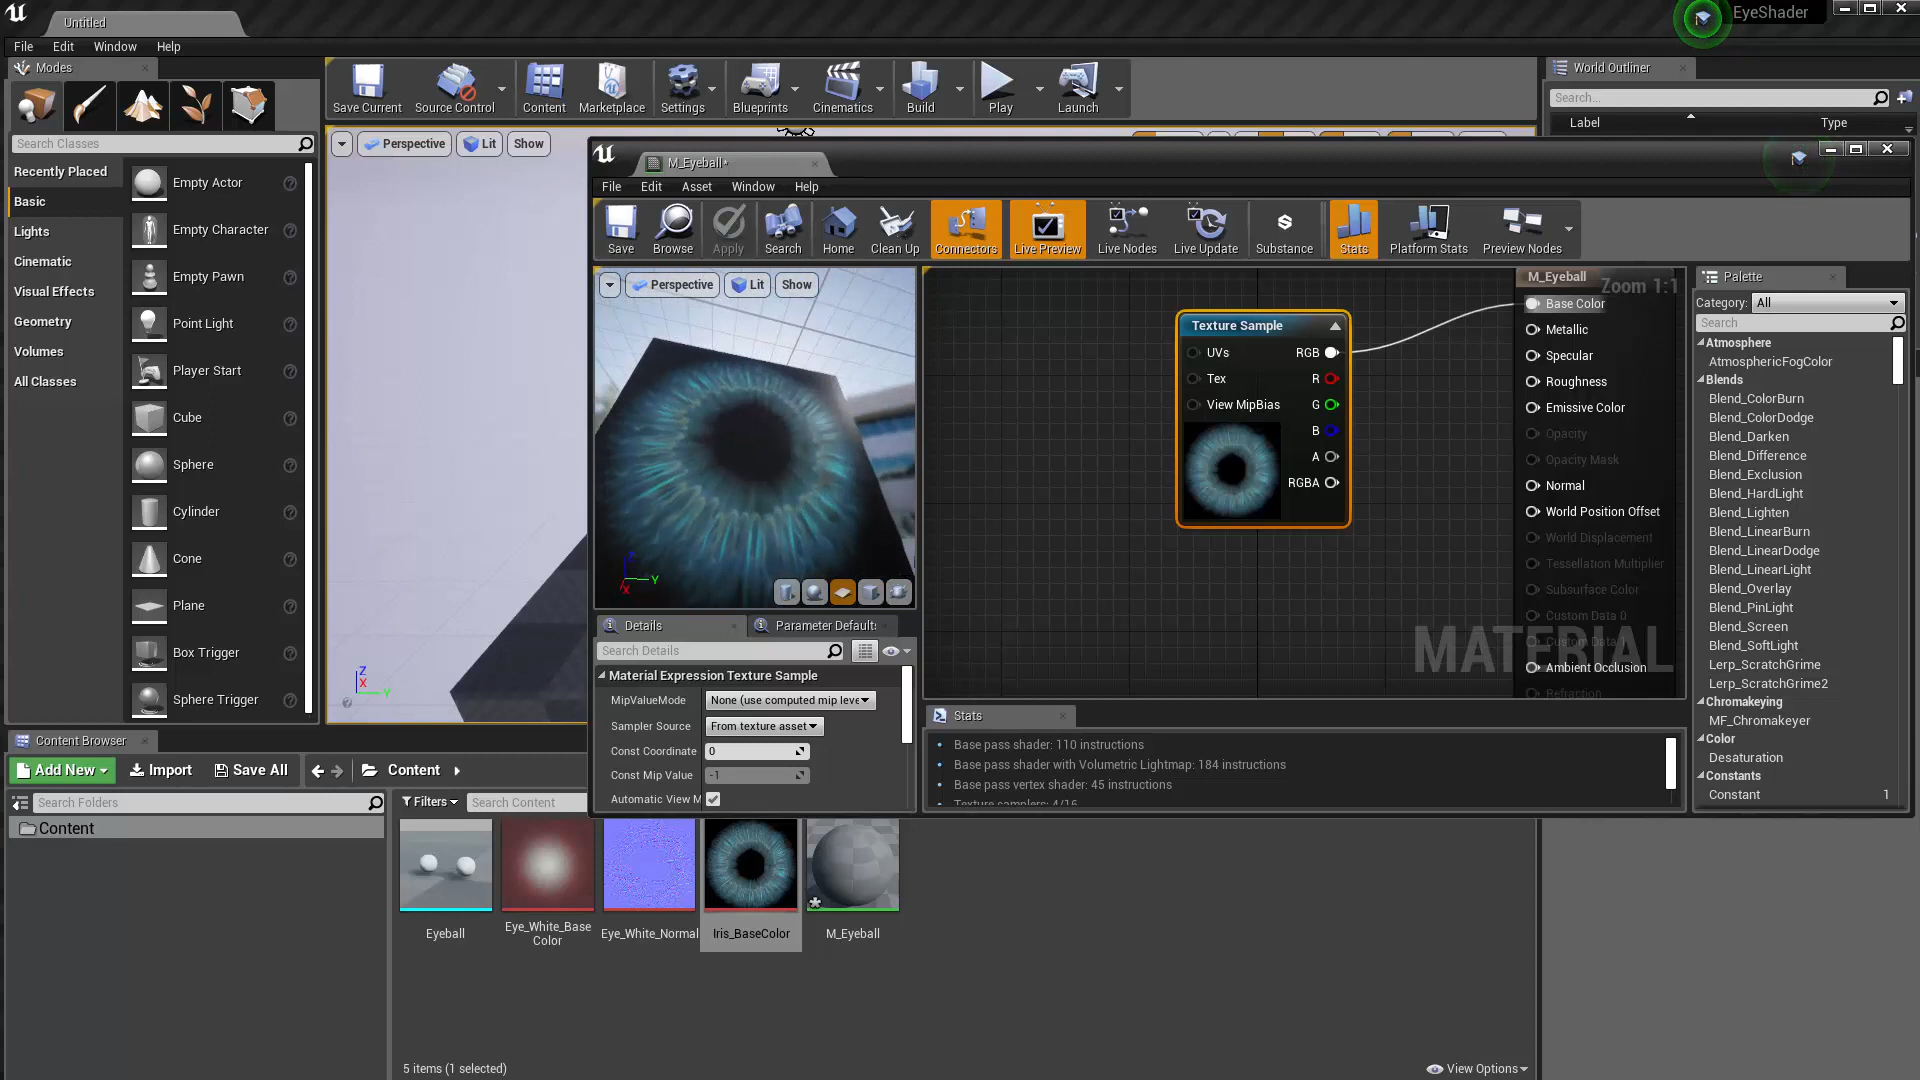 Untitled
EyeShader
File Edit Window Help
Modes
World Outliner
Save Current Source Control Content Marketplace Settings Blueprints Cinematics Build Play Launch
Search...
Label Type
Search Classes
Perspective Lit Show
Recently Placed
Basic
Lights
Cinematic
Visual Effects
Geometry
Volumes
All Classes
Empty Actor
Empty Character
Empty Pawn
Point Light
Player Start
Cube
Sphere
Cylinder
Cone
Plane
Box Trigger
Sphere Trigger
Z
X
Y
M_Eyeball*
File Edit Asset Window Help
Save Browse Apply Search Home Clean Up Connectors Live Preview Live Nodes Live Update Substance Stats Platform Stats Preview Nodes
Perspective Lit Show
Z
X
Y
Texture Sample
UVs RGB
Tex R
View MipBias G
B
A
RGBA
M_Eyeball
Zoom 1:1
Base Color
Metallic
Specular
Roughness
Emissive Color
Opacity
Opacity Mask
Normal
World Position Offset
World Displacement
Tessellation Multiplier
Subsurface Color
Custom Data 0
Custom Data 1
Ambient Occlusion
Refraction
MATERIAL
Palette
Category: All
Search
Atmosphere
AtmosphericFogColor
Blends
Blend_ColorBurn
Blend_ColorDodge
Blend_Darken
Blend_Difference
Blend_Exclusion
Blend_HardLight
Blend_Lighten
Blend_LinearBurn
Blend_LinearDodge
Blend_LinearLight
Blend_Overlay
Blend_PinLight
Blend_Screen
Blend_SoftLight
Lerp_ScratchGrime
Lerp_ScratchGrime2
Chromakeying
MF_Chromakeyer
Color
Desaturation
Constants
Constant 1
Details Parameter Defaults
Search Details
Material Expression Texture Sample
MipValueMode None (use computed mip leve
Sampler Source From texture asset
Const Coordinate 0
Const Mip Value -1
Automatic View M
Stats
Base pass shader: 110 instructions
Base pass shader with Volumetric Lightmap: 184 instructions
Base pass vertex shader: 45 instructions
Texture samplers: 4/16
Content Browser
Add New Import Save All Content
Search Folders
Filters Search Content
Content
Eyeball
Eye_White_Base
Color
Eye_White_Normal
Iris_BaseColor
M_Eyeball
5 items (1 selected)
View Options